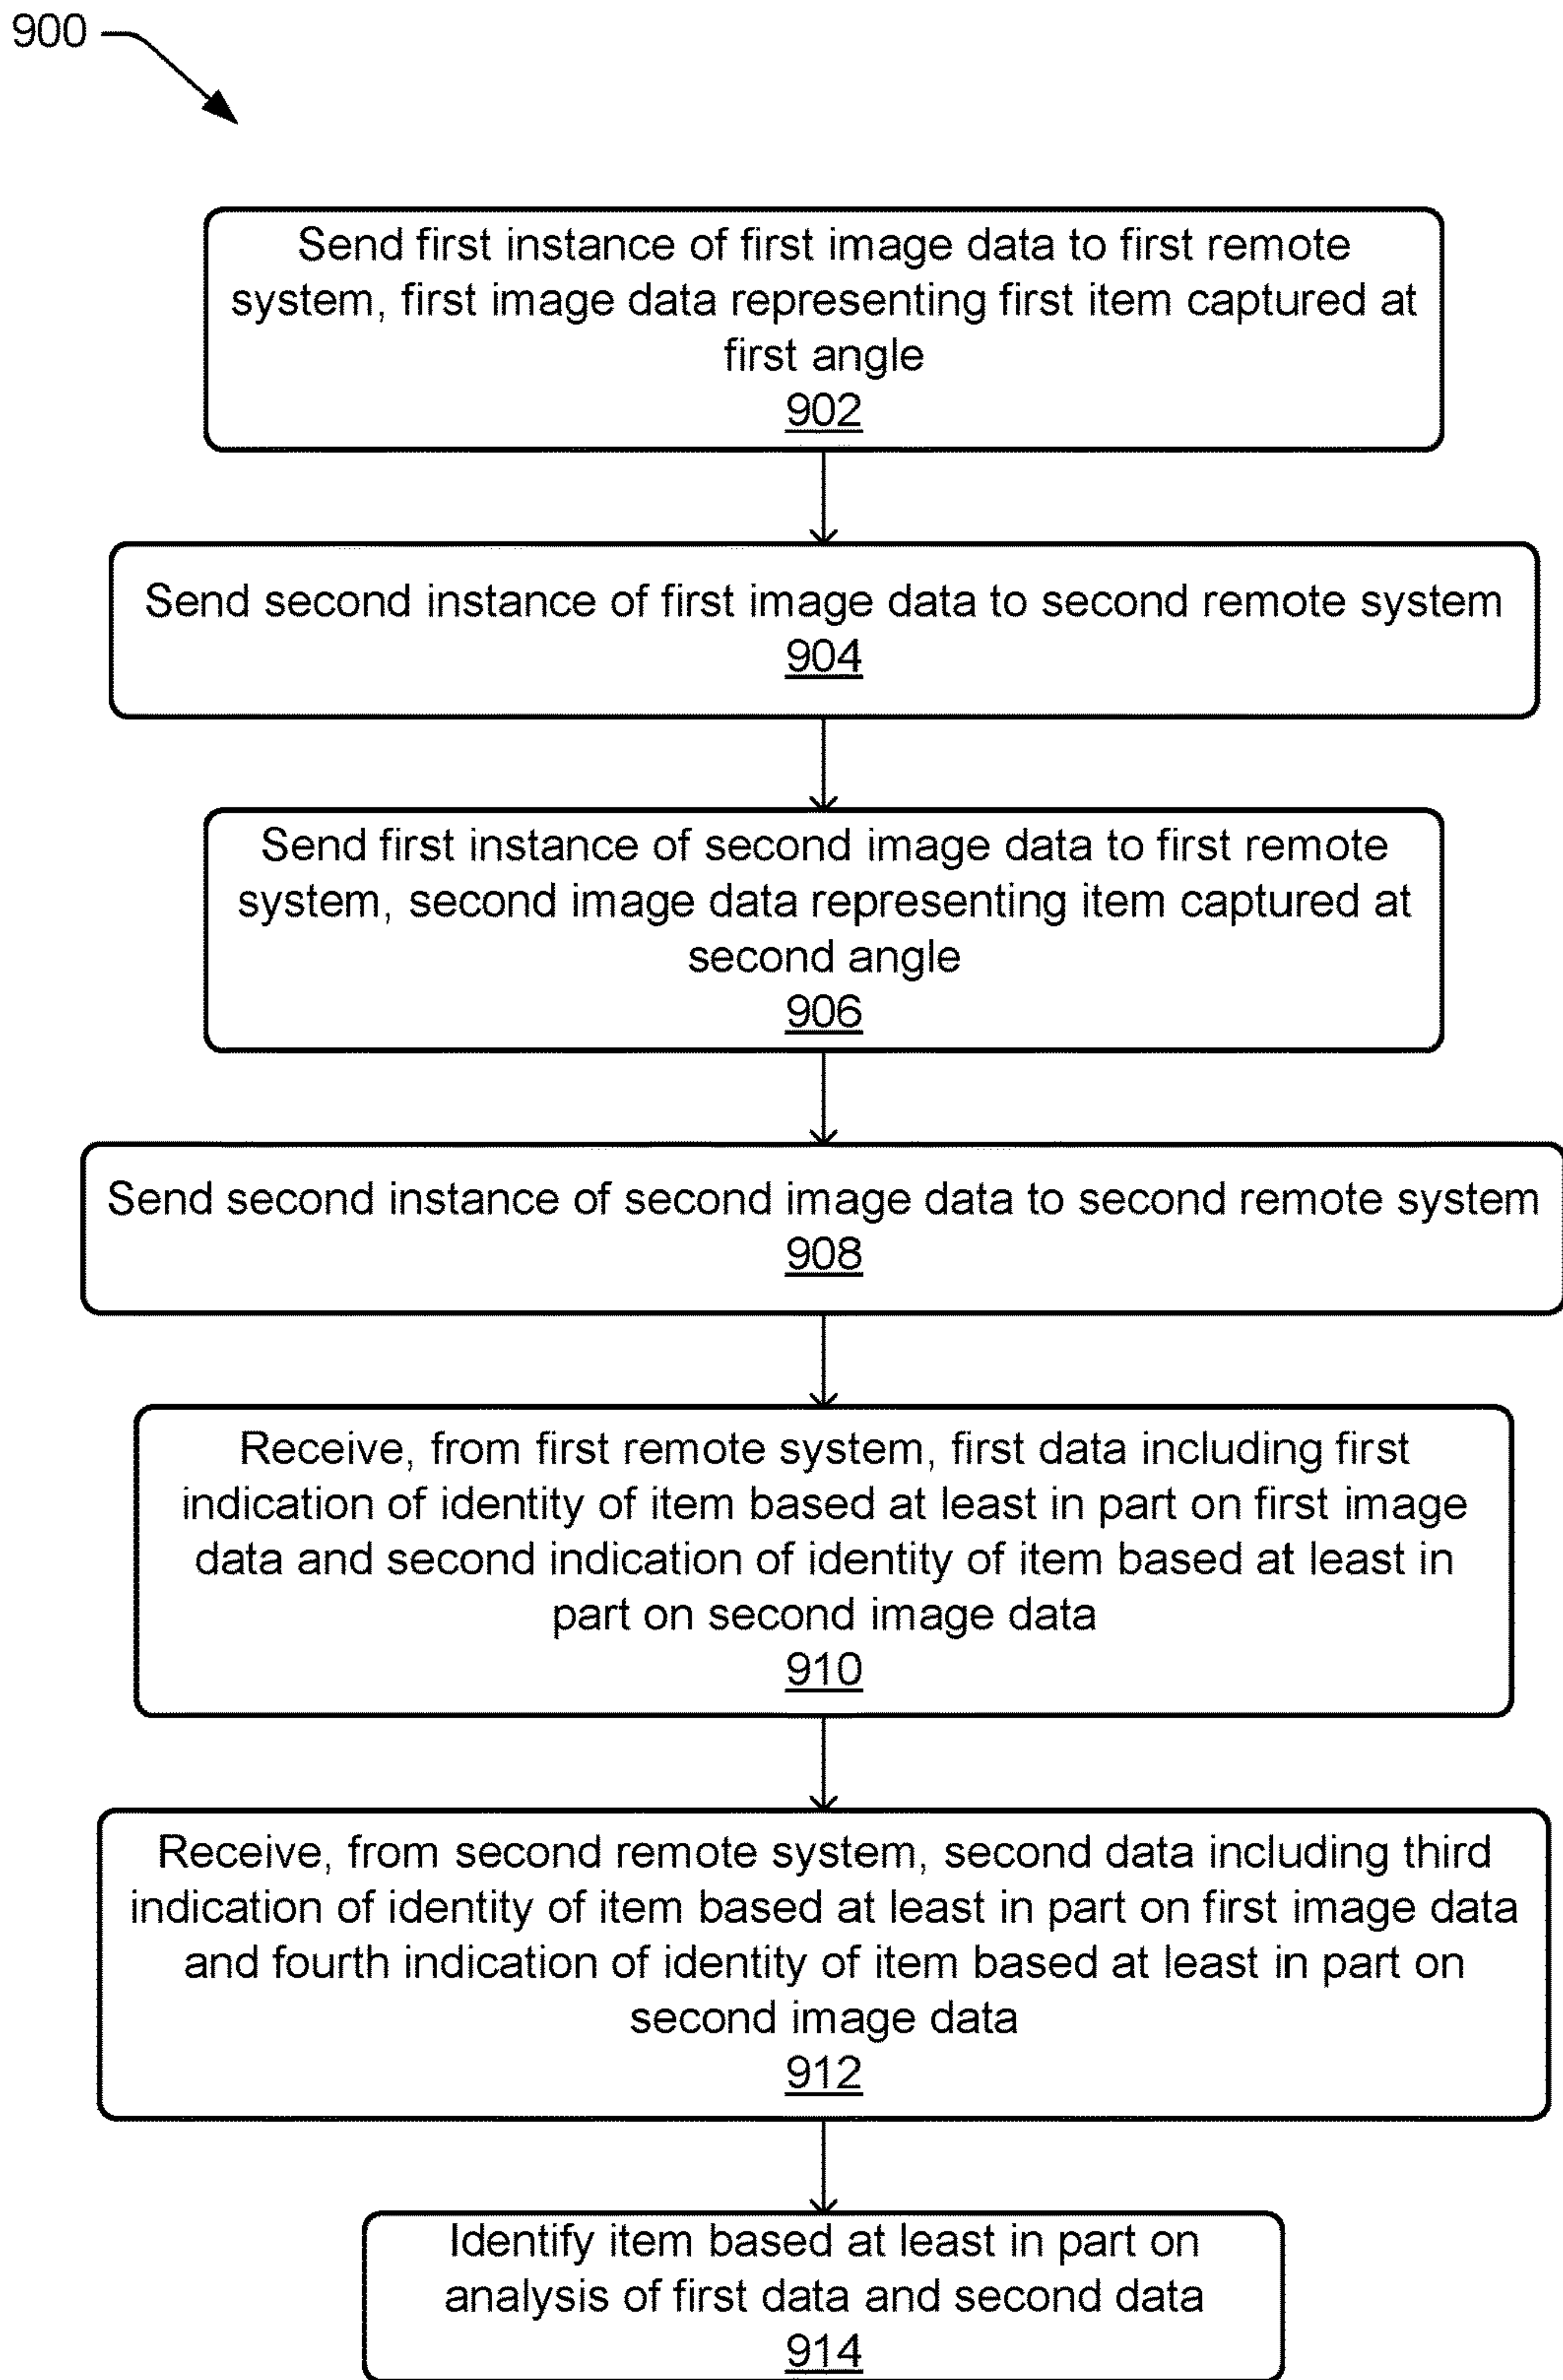 900
Send first instance of first image data to first remote
system, first image data representing first item captured at
first angle
902
Send second instance of first image data to second remote system
904
Send first instance of second image data to first remote
system, second image data representing item captured at
second angle
906
Send second instance of second image data to second remote system
908
Receive, from first remote system, first data including first
indication of identity of item based at least in part on first image
data and second indication of identity of item based at least in
part on second image data
910
Receive, from second remote system, second data including third
indication of identity of item based at least in part on first image data
and fourth indication of identity of item based at least in part on
second image data
912
Identify item based at least in part on
analysis of first data and second data
914